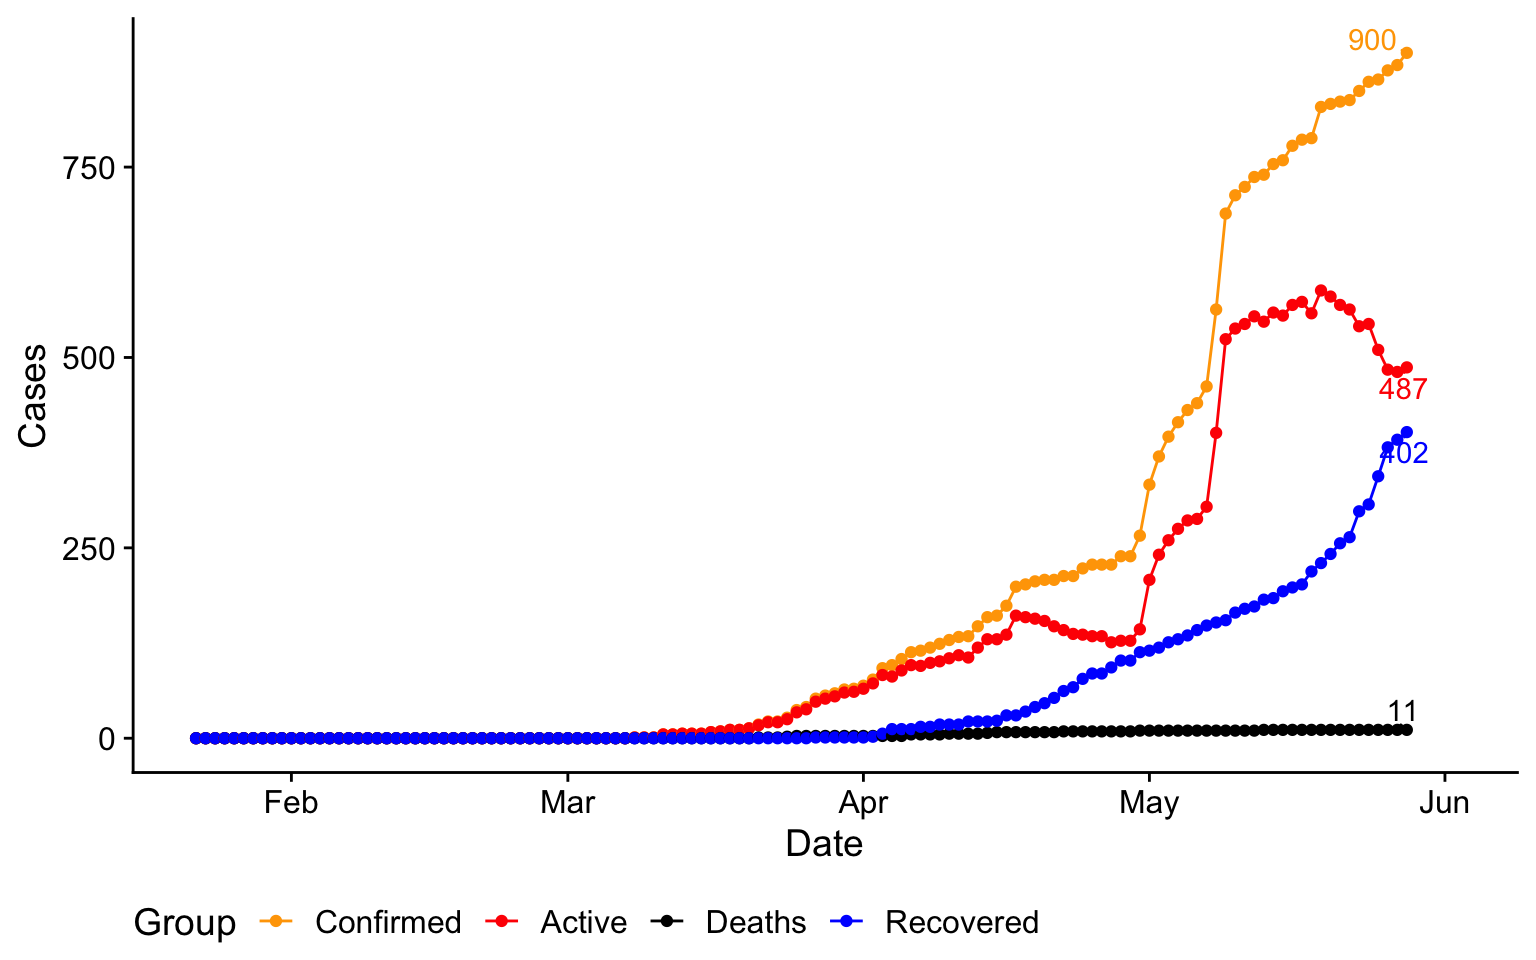 900
750
Cases
500
487
402
250
11
0
Feb Mar Apr May Jun
Date
Group Confirmed Active Deaths Recovered